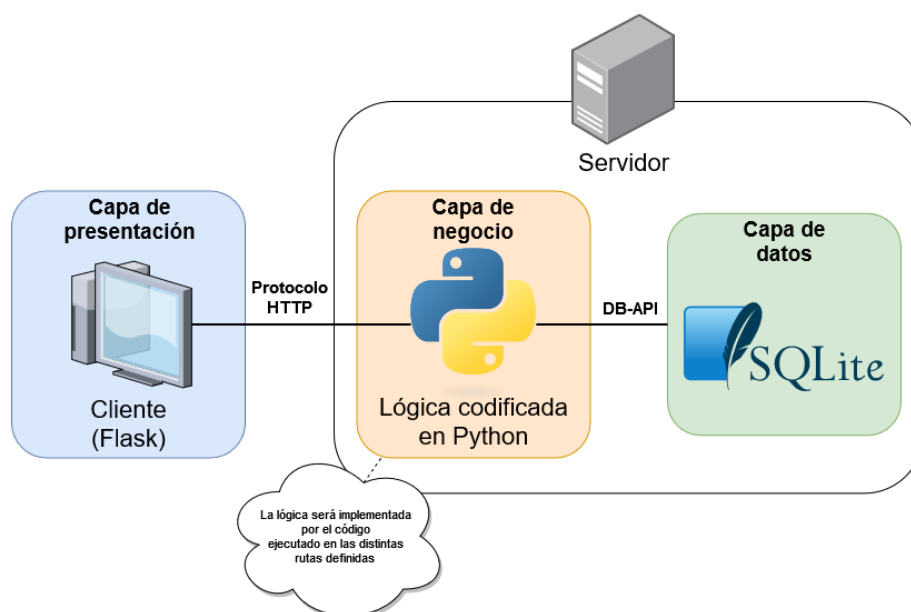 Servidor
Capa de
presentación
Cliente
(Flask)
Protocolo
HTTP
Capa de
negocio
Lógica codificada
en Python
DB-API
Capa de
datos
SQLite
La lógica será implementada
por el código
ejecutado en las distintas
rutas definidas